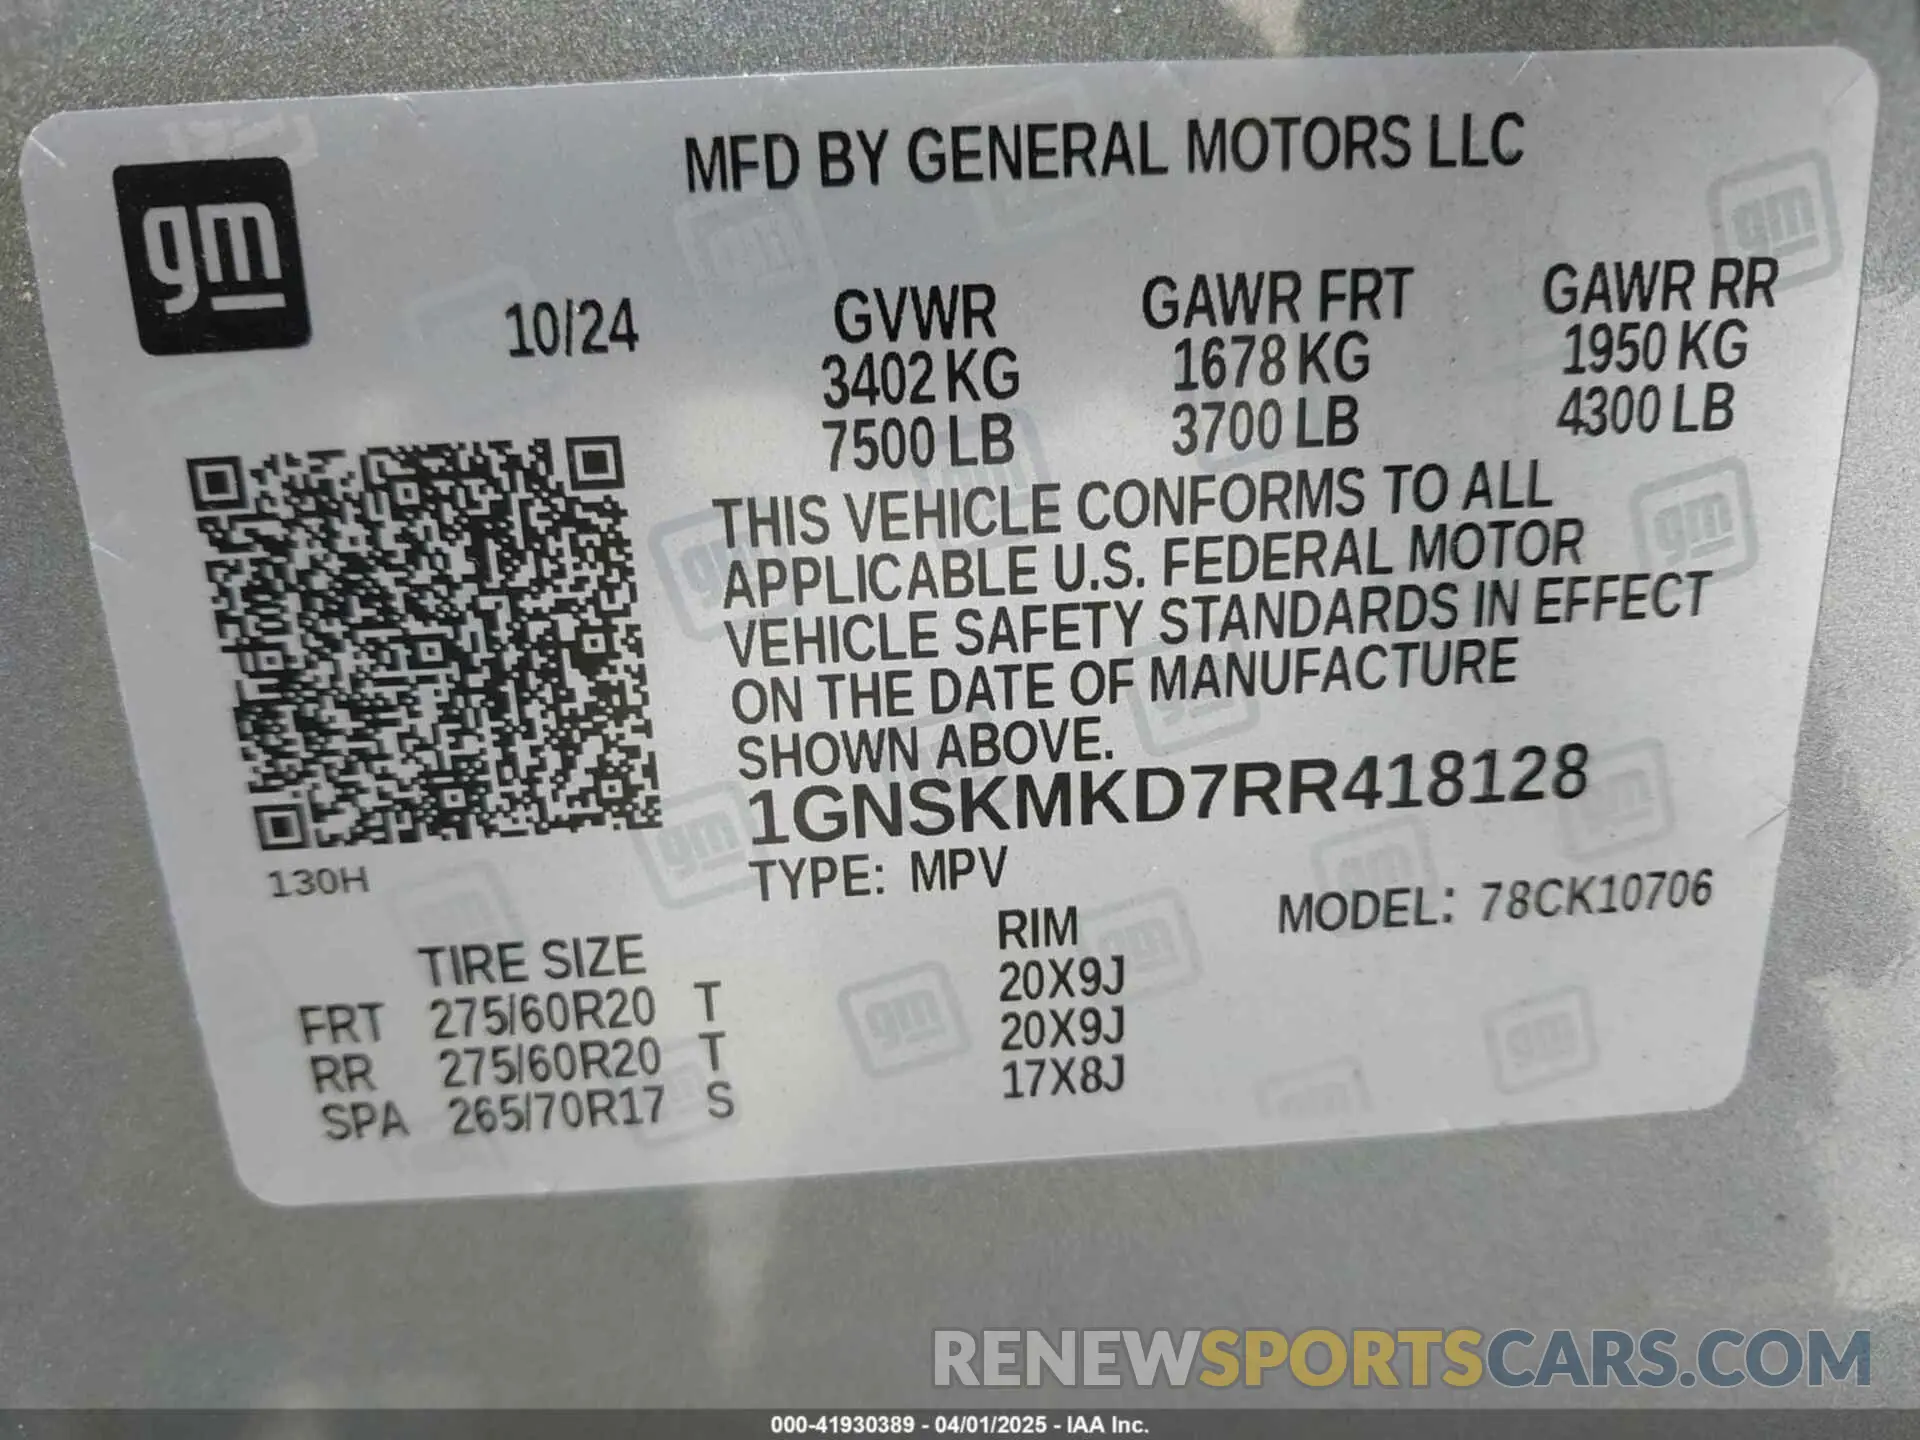 MFD BY GENERAL MOTORS LLC
gm
10/24
GVWR
3402 KG
7500 LB
GAWR FRT
1678 KG
3700 LB
GAWR RR
1950 KG
4300 LB
THIS VEHICLE CONFORMS TO ALL
APPLICABLE U.S. FEDERAL MOTOR
VEHICLE SAFETY STANDARDS IN EFFECT
ON THE DATE OF MANUFACTURE
SHOWN ABOVE.
1GNSKMKD7RR418128
130H
TYPE: MPV
MODEL: 78CK10706
TIRE SIZE RIM
FRT 275/60R20 T 20X9J
RR 275/60R20 T 20X9J
SPA 265/70R17 S 17X8J
RENEWSPORTSCARS.COM
000-41930389 - 04/01/2025 - IAA Inc.